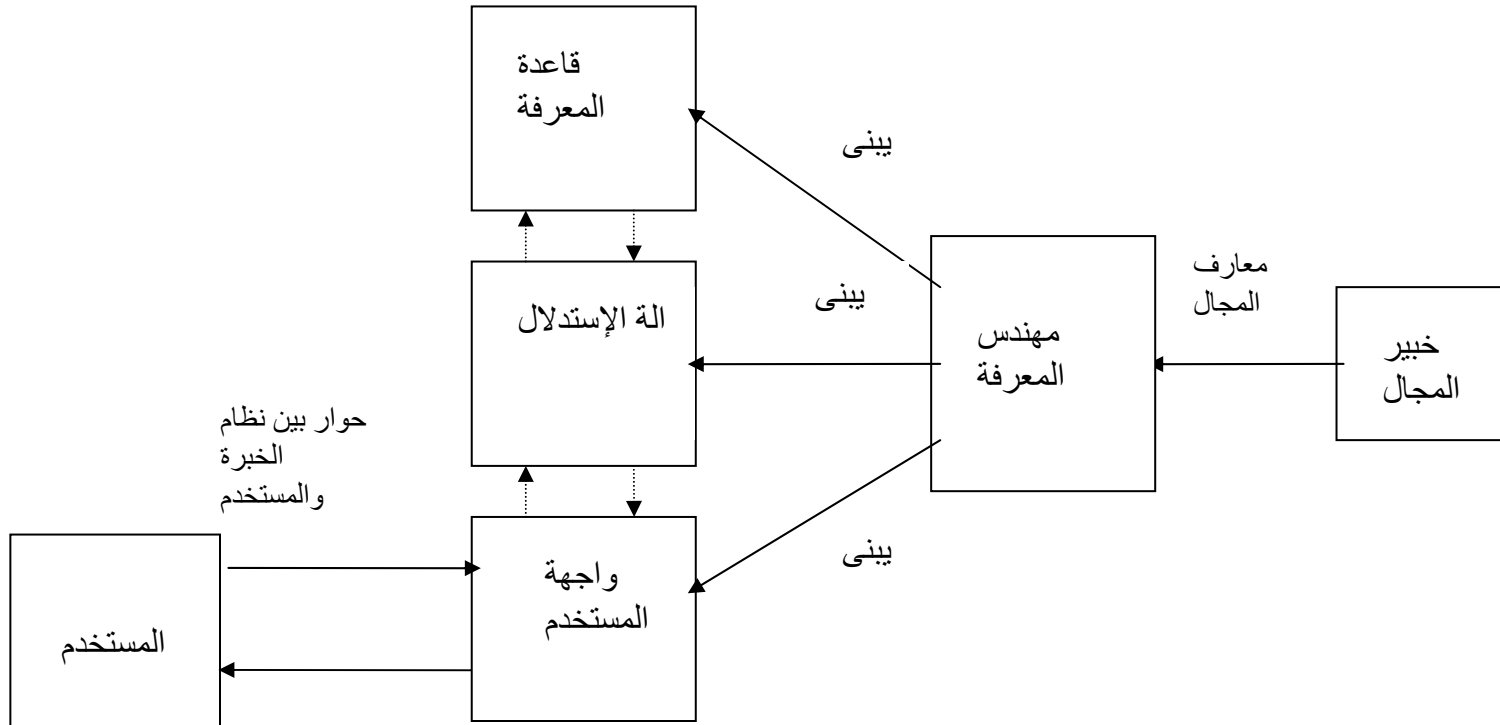 قاعدة
المعرفة
يبنى
معارف
المجال
الة الإستدلال
يبنى
مهندس
المعرفة
خبير
المجال
حوار بين نظام
الخبرة
والمستخدم
يبنى
واجهة
المستخدم
المستخدم